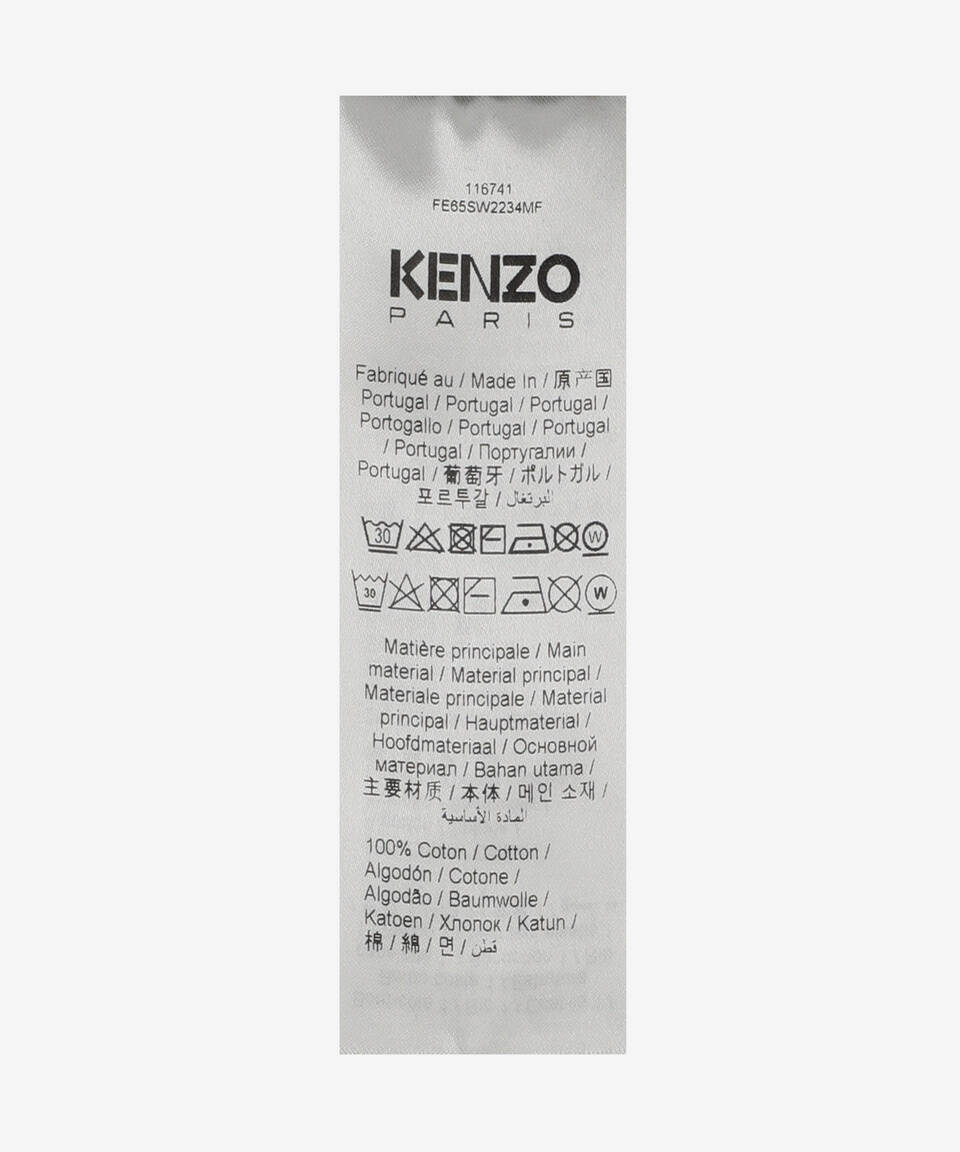 116741
FE65SW2234MF
KENZO
PARIS
Fabriqué au / Made In / 原产国
Portugal / Portugal / Portugal /
Portogallo / Portugal / Portugal
/ Portugal / Португалии /
Portugal / 葡萄牙 / ポルトガル /
포르투갈 / البرتغال
30 W
30 W
Matière principale / Main
material / Material principal /
Materiale principale / Material
principal / Hauptmaterial /
Hoofdmateriaal / Основной
материал / Bahan utama /
主要材质 / 本体 / 메인 소재 /
المادة الأساسية
100% Coton / Cotton /
Algodón / Cotone /
Algodão / Baumwolle /
Katoen / Хлопок / Katun /
棉 / 綿 / 면 / قطن